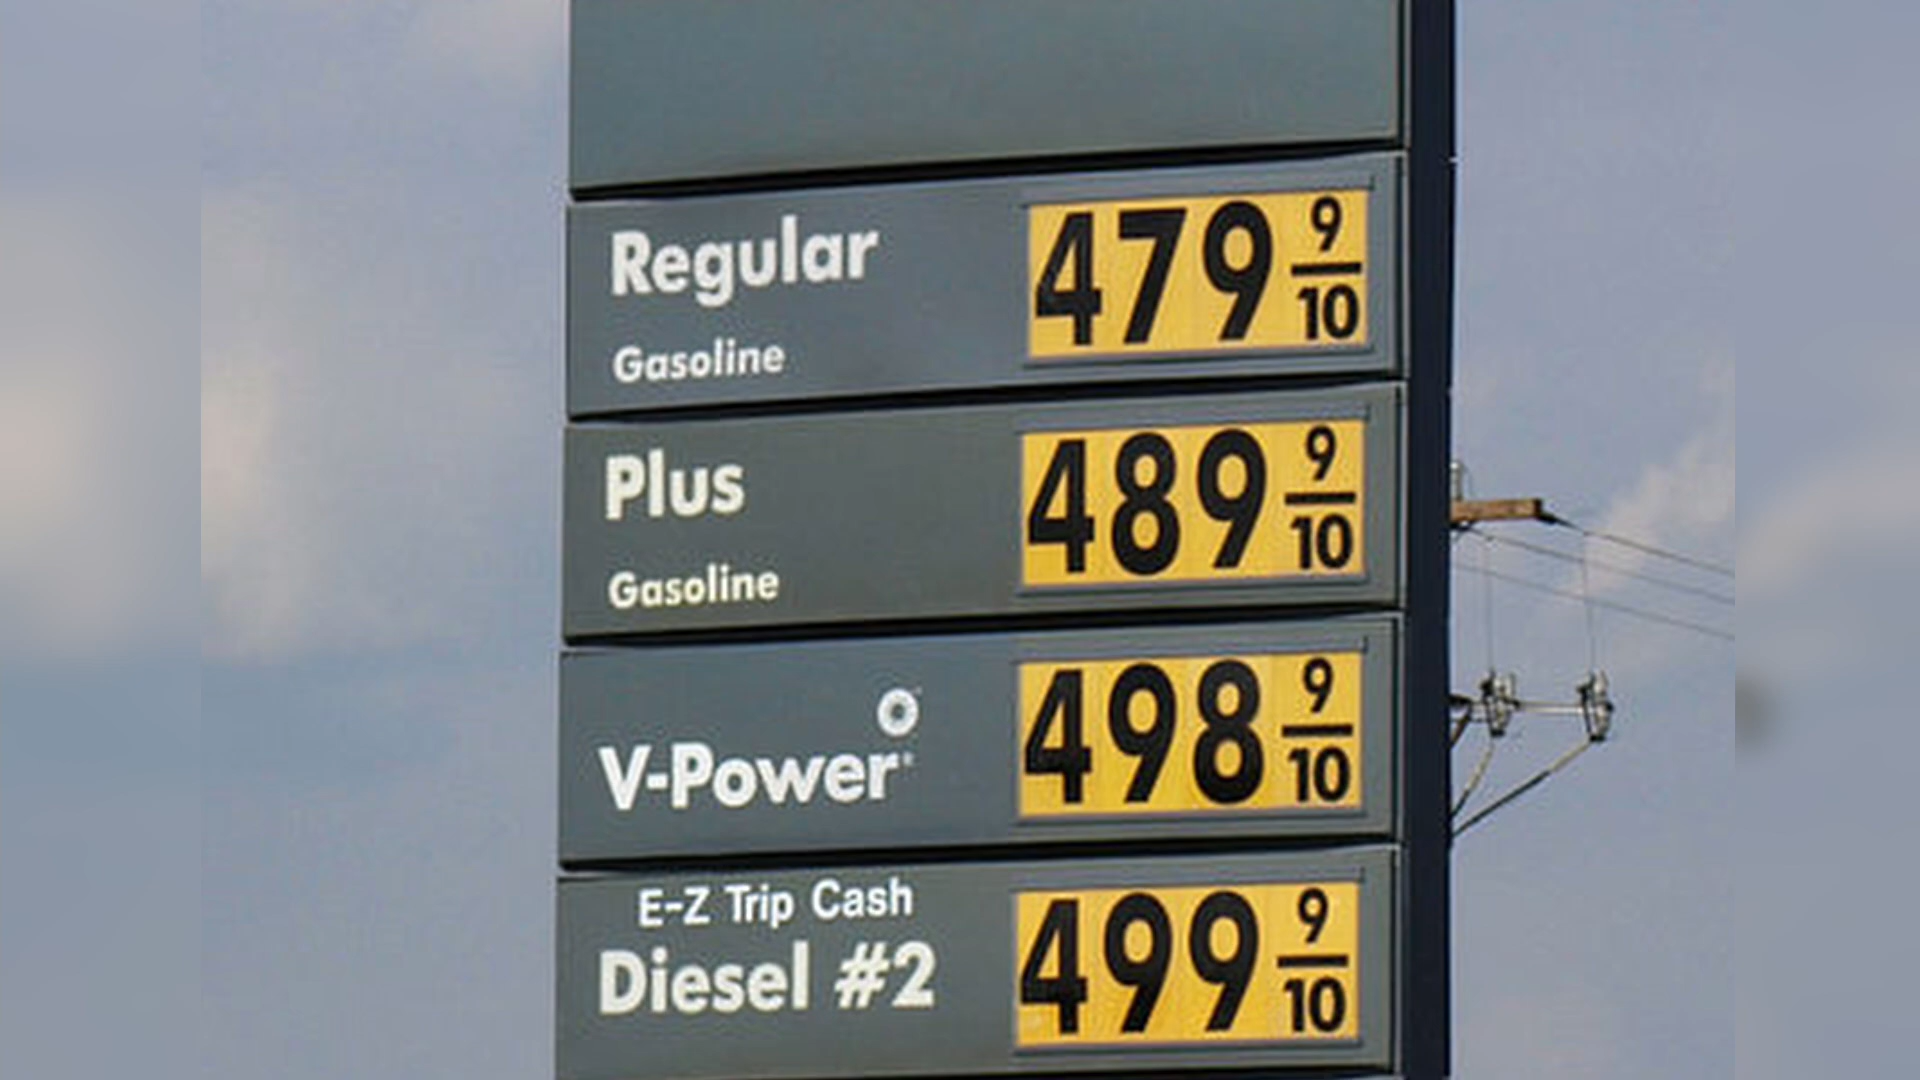 Regular 479 9/10
Gasoline
Plus 489 9/10
Gasoline
V-Power 498 9/10
E-Z Trip Cash
Diesel #2 499 9/10